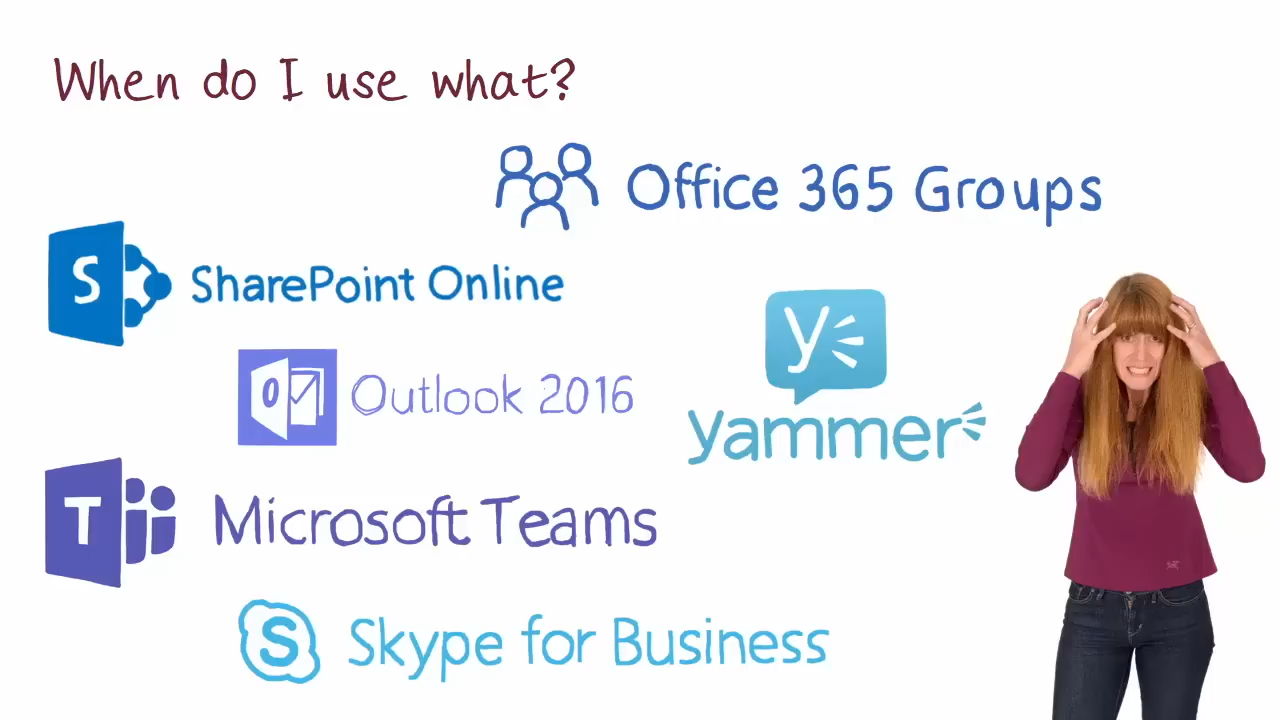 When do I use what?
Office 365 Groups
S
SharePoint Online
y
O
Outlook 2016
yammer
T
Microsoft Teams
S
Skype for Business